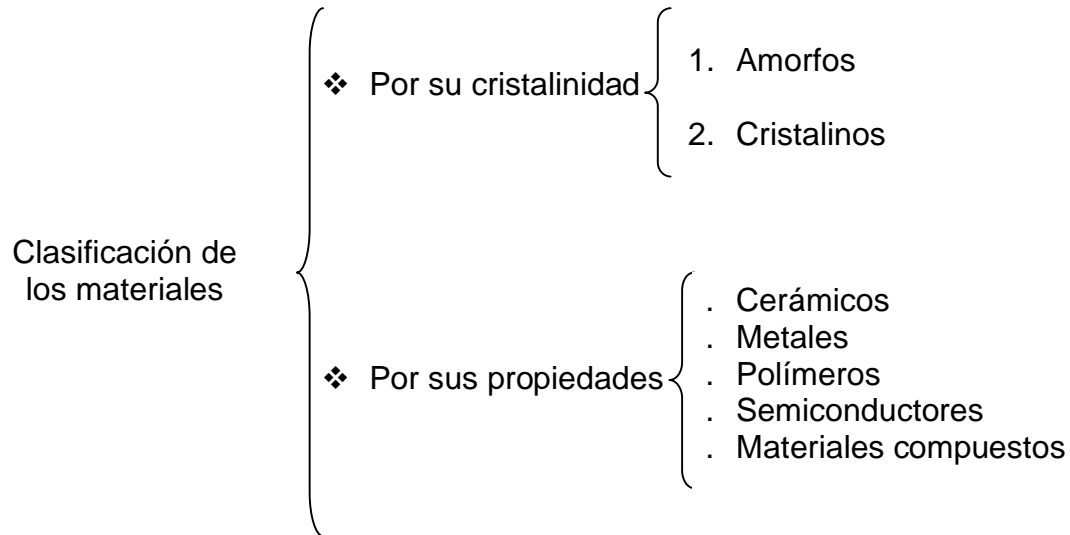 Clasificación de
los materiales
❖ Por su cristalinidad
1. Amorfos
2. Cristalinos
❖ Por sus propiedades
. Cerámicos
. Metales
. Polímeros
. Semiconductores
. Materiales compuestos